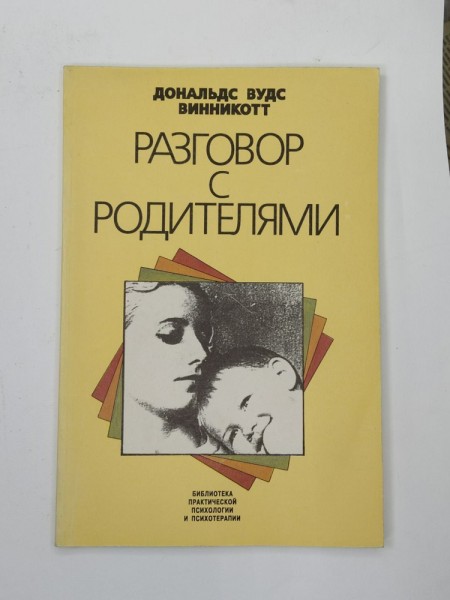 ДОНАЛЬДС ВУДС
ВИННИКОТТ
РАЗГОВОР
С
РОДИТЕЛЯМИ
БИБЛИОТЕКА
ПРАКТИЧЕСКОЙ
ПСИХОЛОГИИ
И ПСИХОТЕРАПИИ